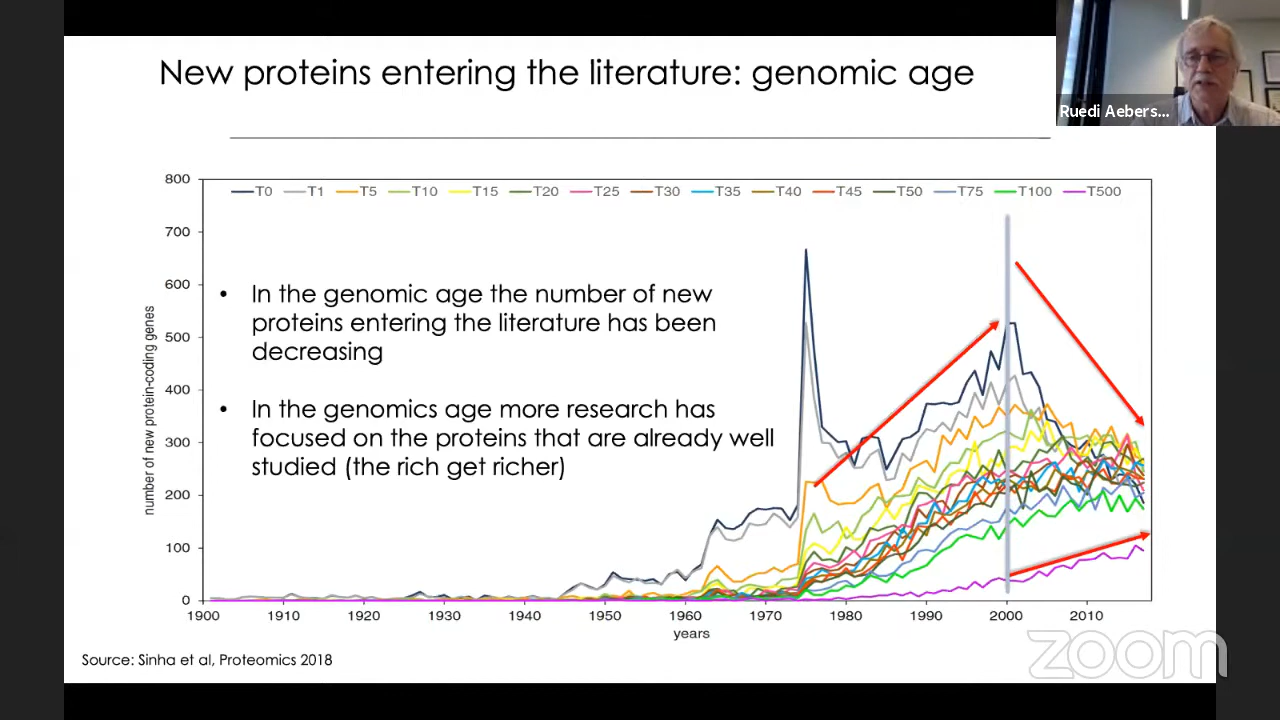 New proteins entering the literature: genomic age
Ruedi Aebers...
800
700
600
500
400
300
200
100
0
number of new protein-coding genes
T0 T1 T5 T10 T15 T20 T25 T30 T35 T40 T45 T50 T75 T100 T500
• In the genomic age the number of new
proteins entering the literature has been
decreasing
• In the genomics age more research has
focused on the proteins that are already well
studied (the rich get richer)
1900 1910 1920 1930 1940 1950 1960 1970 1980 1990 2000 2010
years
Source: Sinha et al, Proteomics 2018
zoom